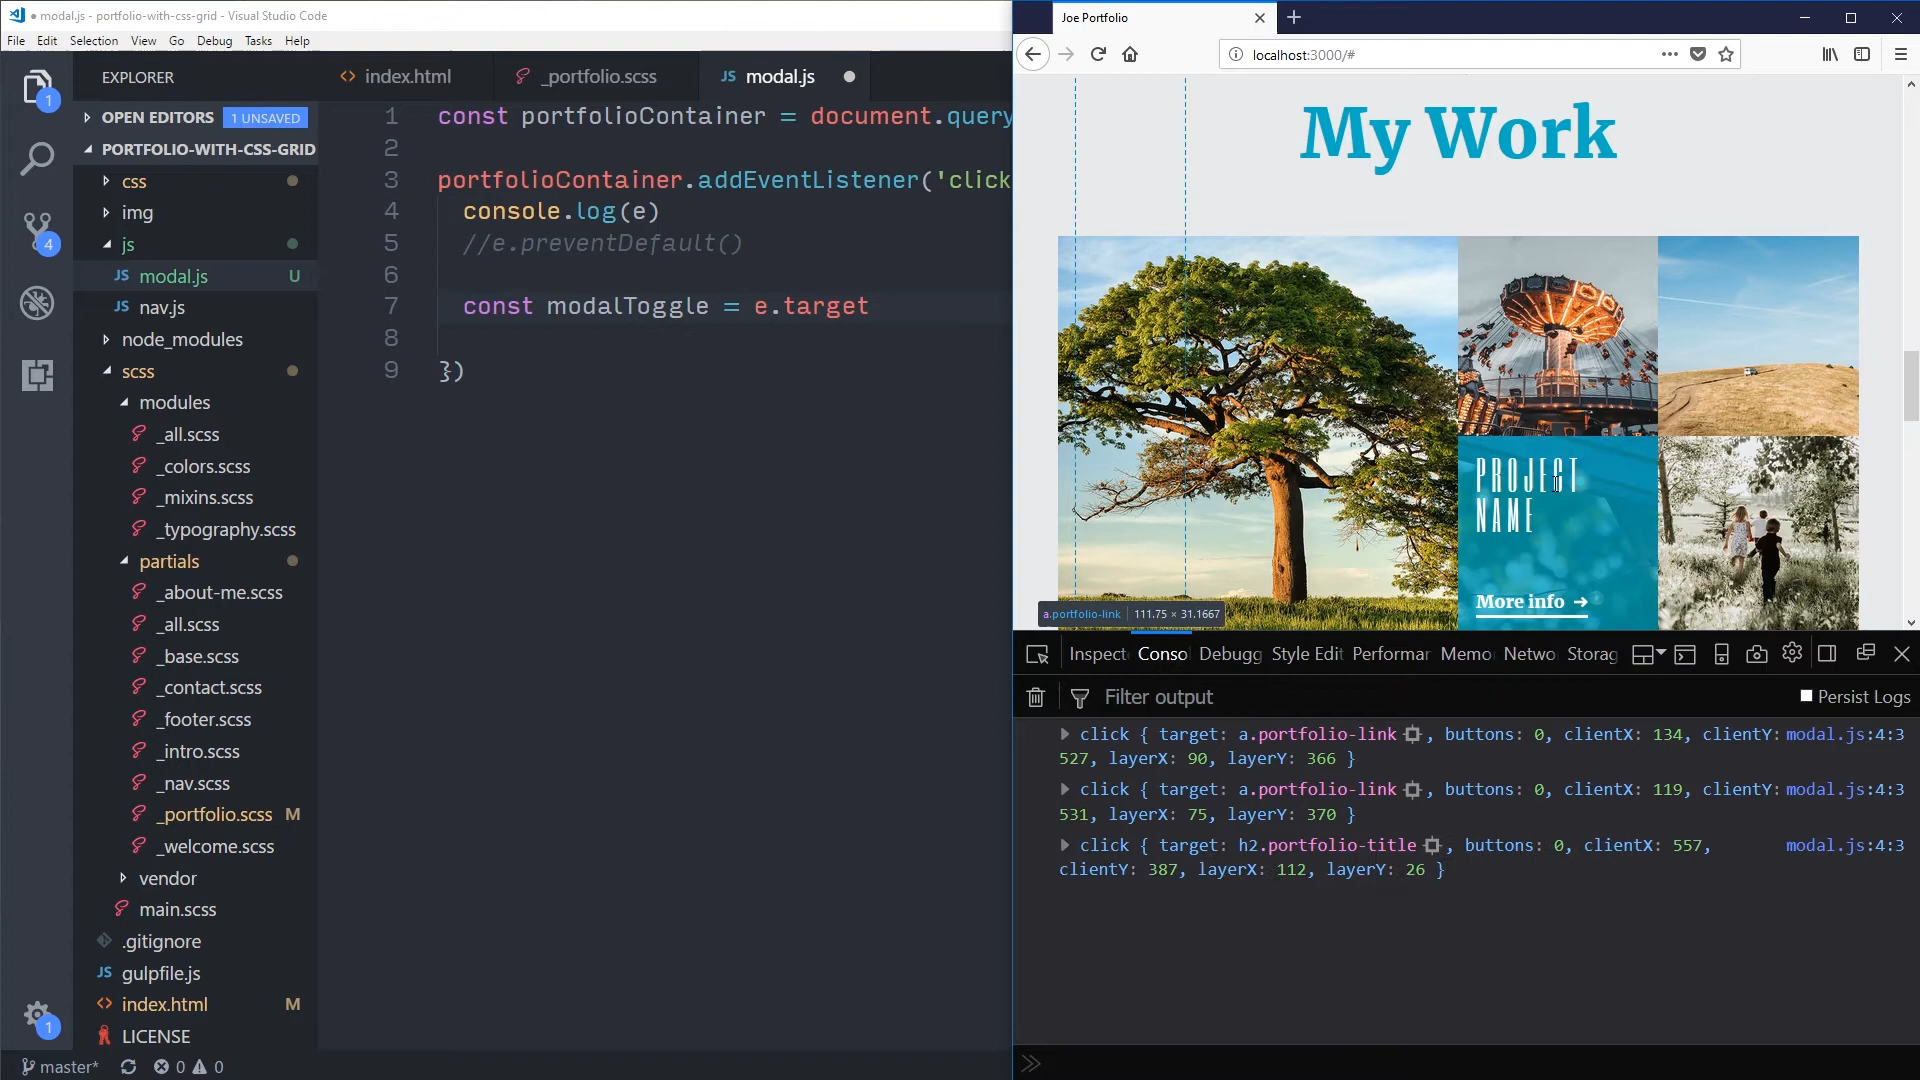 modal.js - portfolio-with-css-grid - Visual Studio Code
File Edit Selection View Go Debug Tasks Help
EXPLORER
OPEN EDITORS 1 UNSAVED
PORTFOLIO-WITH-CSS-GRID
css
img
js
JS modal.js U
JS nav.js
node_modules
scss
modules
_all.scss
_colors.scss
_mixins.scss
_typography.scss
partials
_about-me.scss
_all.scss
_base.scss
_contact.scss
_footer.scss
_intro.scss
_nav.scss
_portfolio.scss M
_welcome.scss
vendor
main.scss
.gitignore
JS gulpfile.js
<> index.html M
LICENSE
1
4
1
master* 0 0
<> index.html _portfolio.scss JS modal.js
1 const portfolioContainer = document.query
2
3 portfolioContainer.addEventListener('click
4 console.log(e)
5 //e.preventDefault()
6
7 const modalToggle = e.target
8
9 })
Joe Portfolio
localhost:3000/#
My Work
PROJECT
NAME
More info →
a.portfolio-link 111.75 × 31.1667
Inspect Conso Debugg Style Edit Performar Memo Netwo Storag
Filter output Persist Logs
click { target: a.portfolio-link , buttons: 0, clientX: 134, clientY: modal.js:4:3
527, layerX: 90, layerY: 366 }
click { target: a.portfolio-link , buttons: 0, clientX: 119, clientY: modal.js:4:3
531, layerX: 75, layerY: 370 }
click { target: h2.portfolio-title , buttons: 0, clientX: 557, modal.js:4:3
clientY: 387, layerX: 112, layerY: 26 }